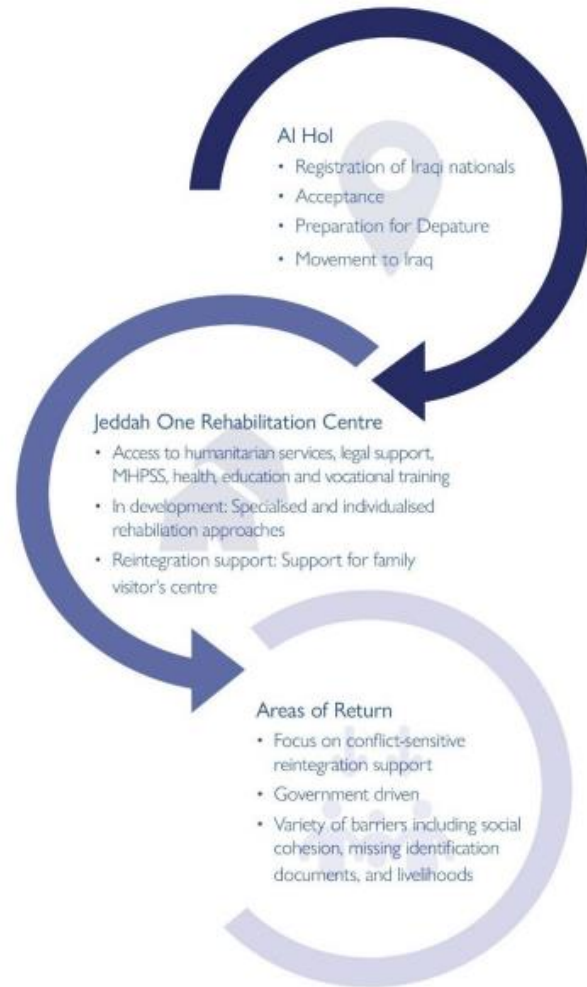 Al Hol
• Registration of Iraqi nationals
• Acceptance
• Preparation for Depature
• Movement to Iraq
Jeddah One Rehabilitation Centre
• Access to humanitarian services, legal support,
MHPSS, health, education and vocational training
• In development: Specialised and individualised
rehabiliation approaches
• Reintegration support: Support for family
visitor's centre
Areas of Return
• Focus on conflict-sensitive
reintegration support
• Government driven
• Variety of barriers including social
cohesion, missing identification
documents, and livelihoods